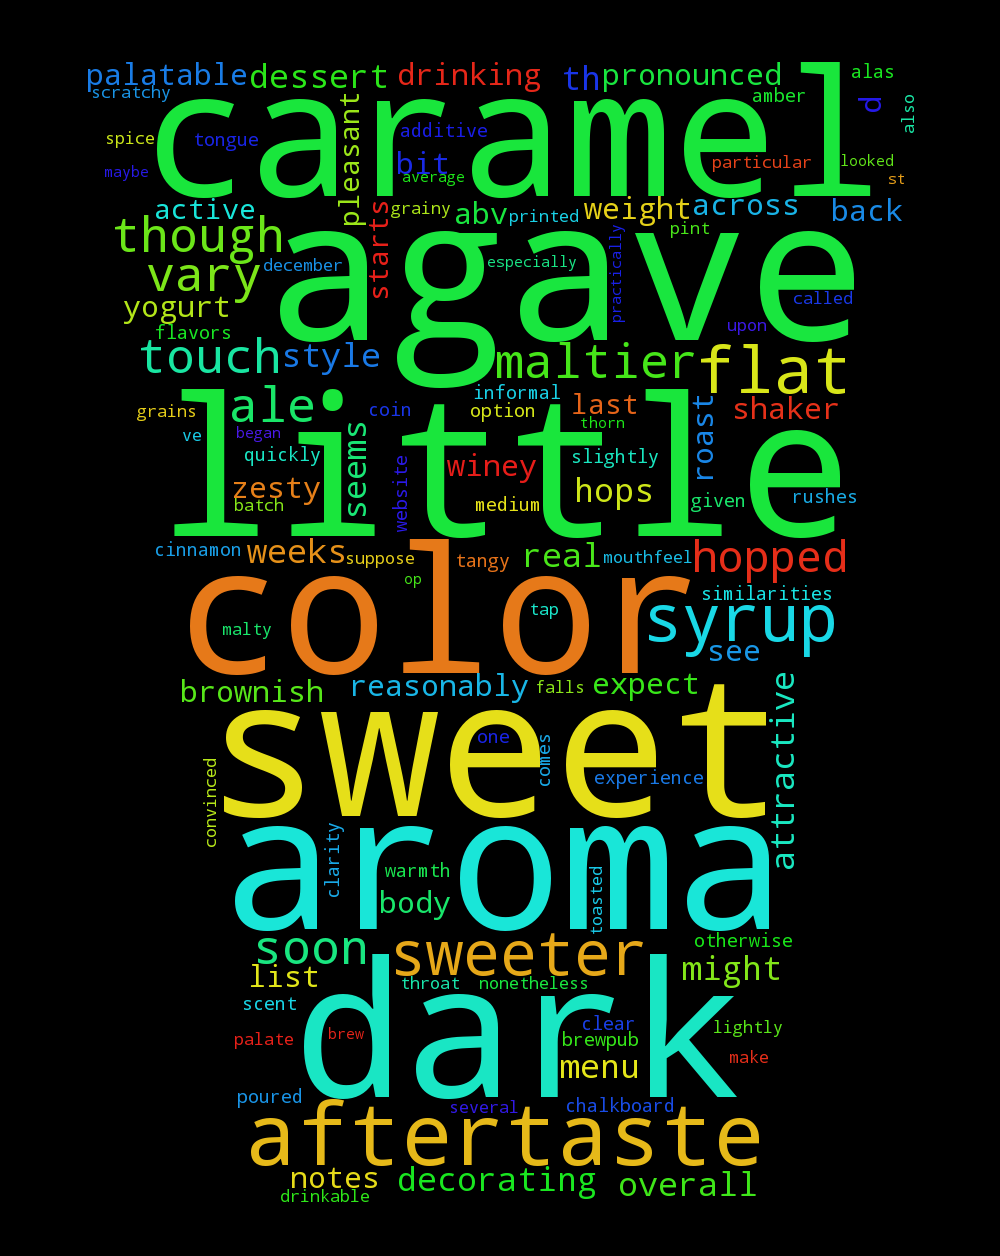 palatable dessert drinking th pronounced alas
scratchy caramel amber d also
spice tongue pleasant additive bit average particular looked
maybe st
active starts grainy abv printed weight across back
though agave pint
vary december especially practically called
yogurt
flavors upon
touch style maltier flat
informal
grains ale coin option last roast shaker
ve began little thorn
quickly seems winey slightly
zesty website hops rushes
batch medium given
cinnamon weeks suppose tangy real mouthfeel hopped
op color
tap similarities
malty syrup
see
brownish reasonably falls expect attractive
sweet
one comes
convinced experience
aroma
clarity warmth toasted
body
soon sweeter otherwise
list throat nonetheless might
scent dark
palate brew clear lightly
brewpub
menu make
poured several chalkboard
aftertaste
notes decorating overall
drinkable